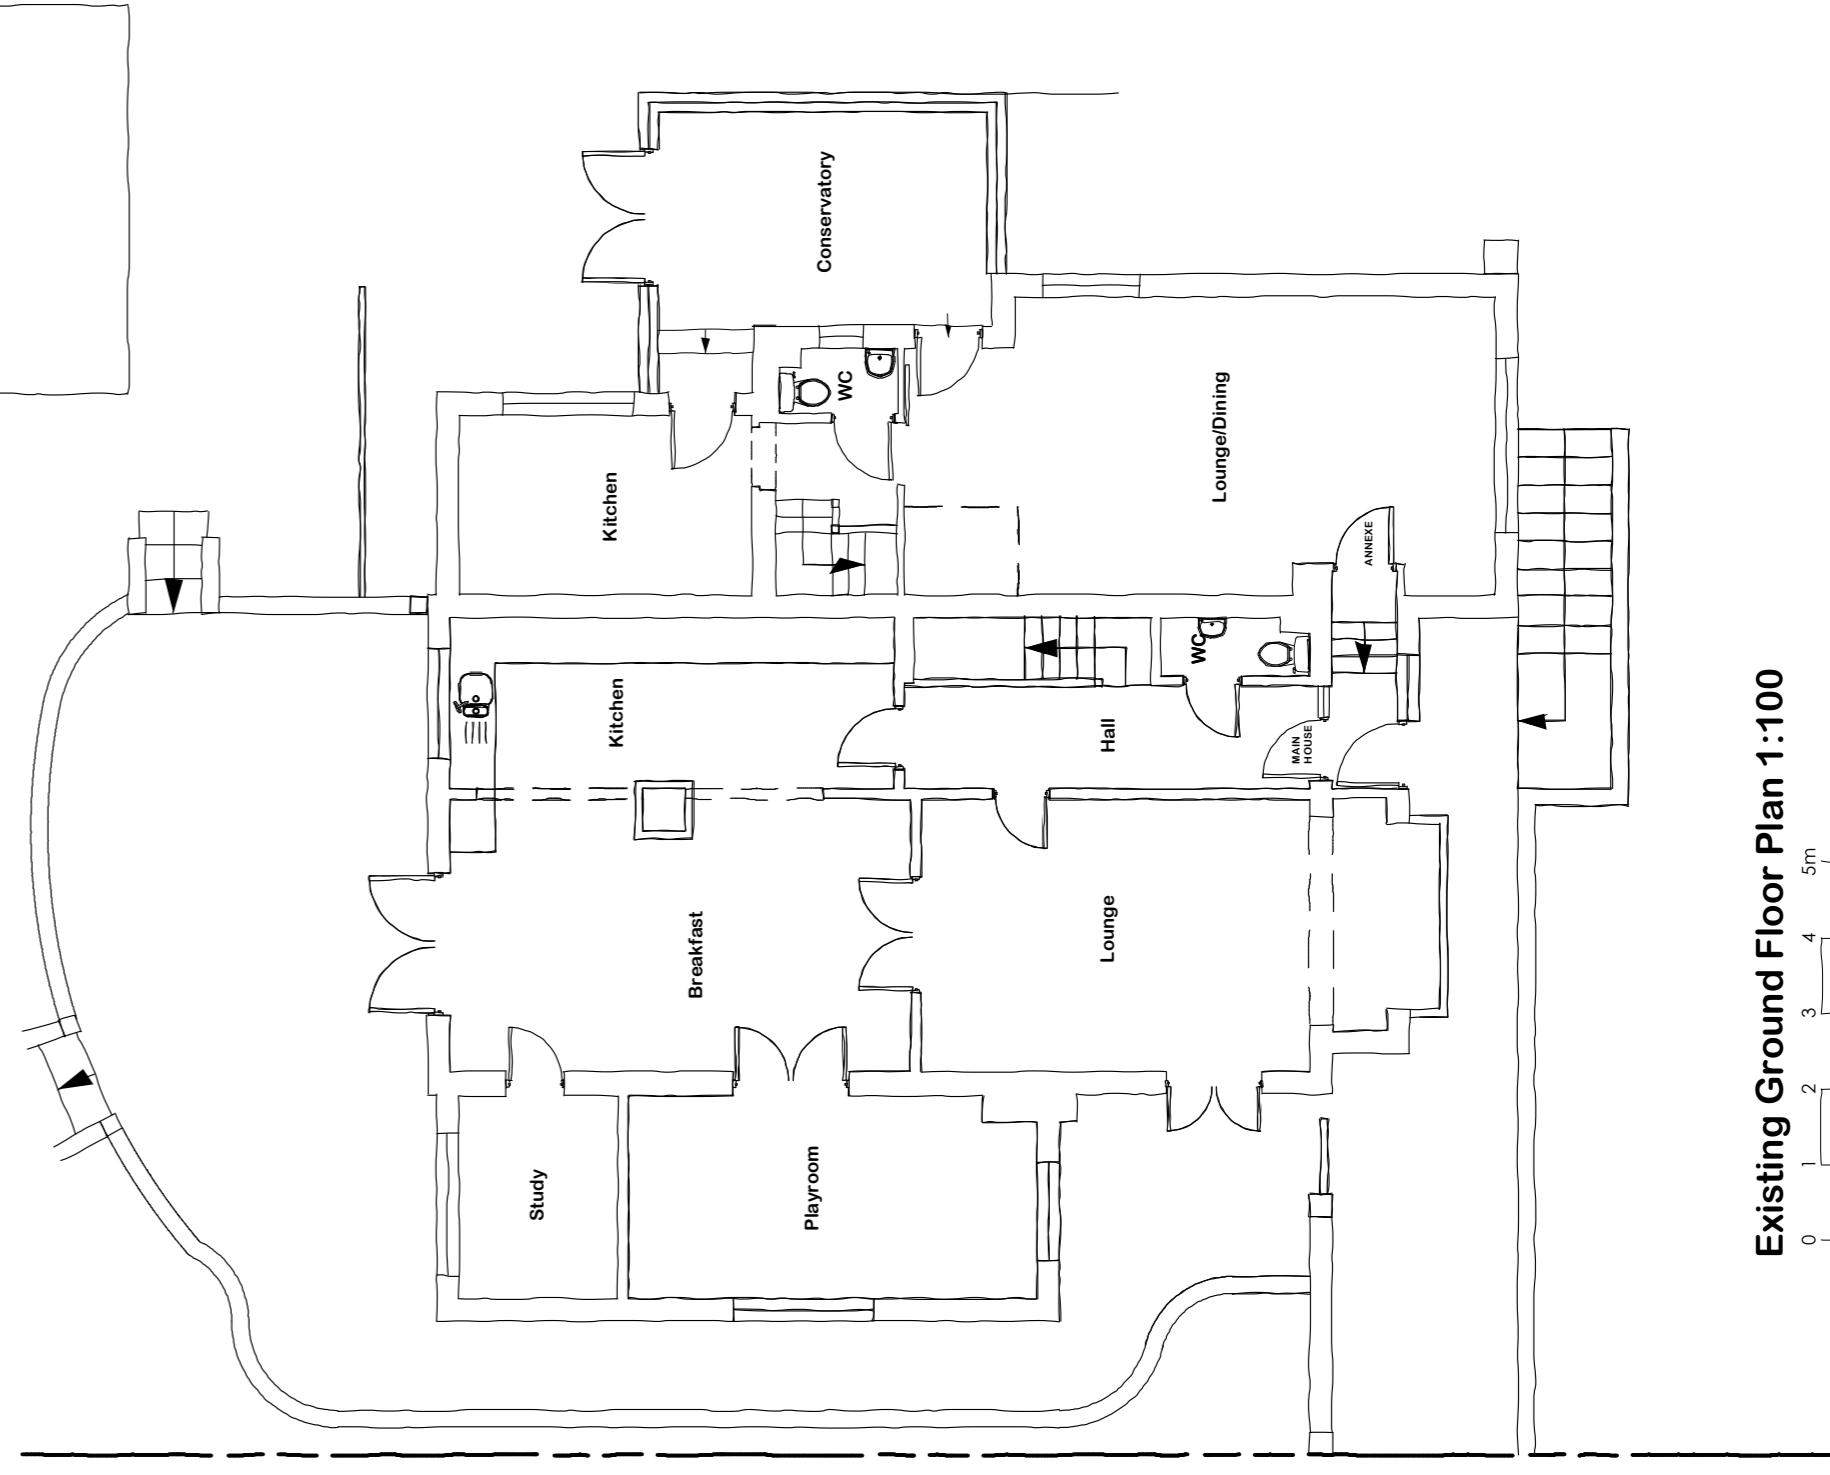 Conservatory
Kitchen
WC
Lounge/Dining
ANNEXE
Kitchen
Hall
WC
MAIN
HOUSE
Breakfast
Lounge
Study
Playroom
Existing Ground Floor Plan 1:100
0 1 2 3 4 5m